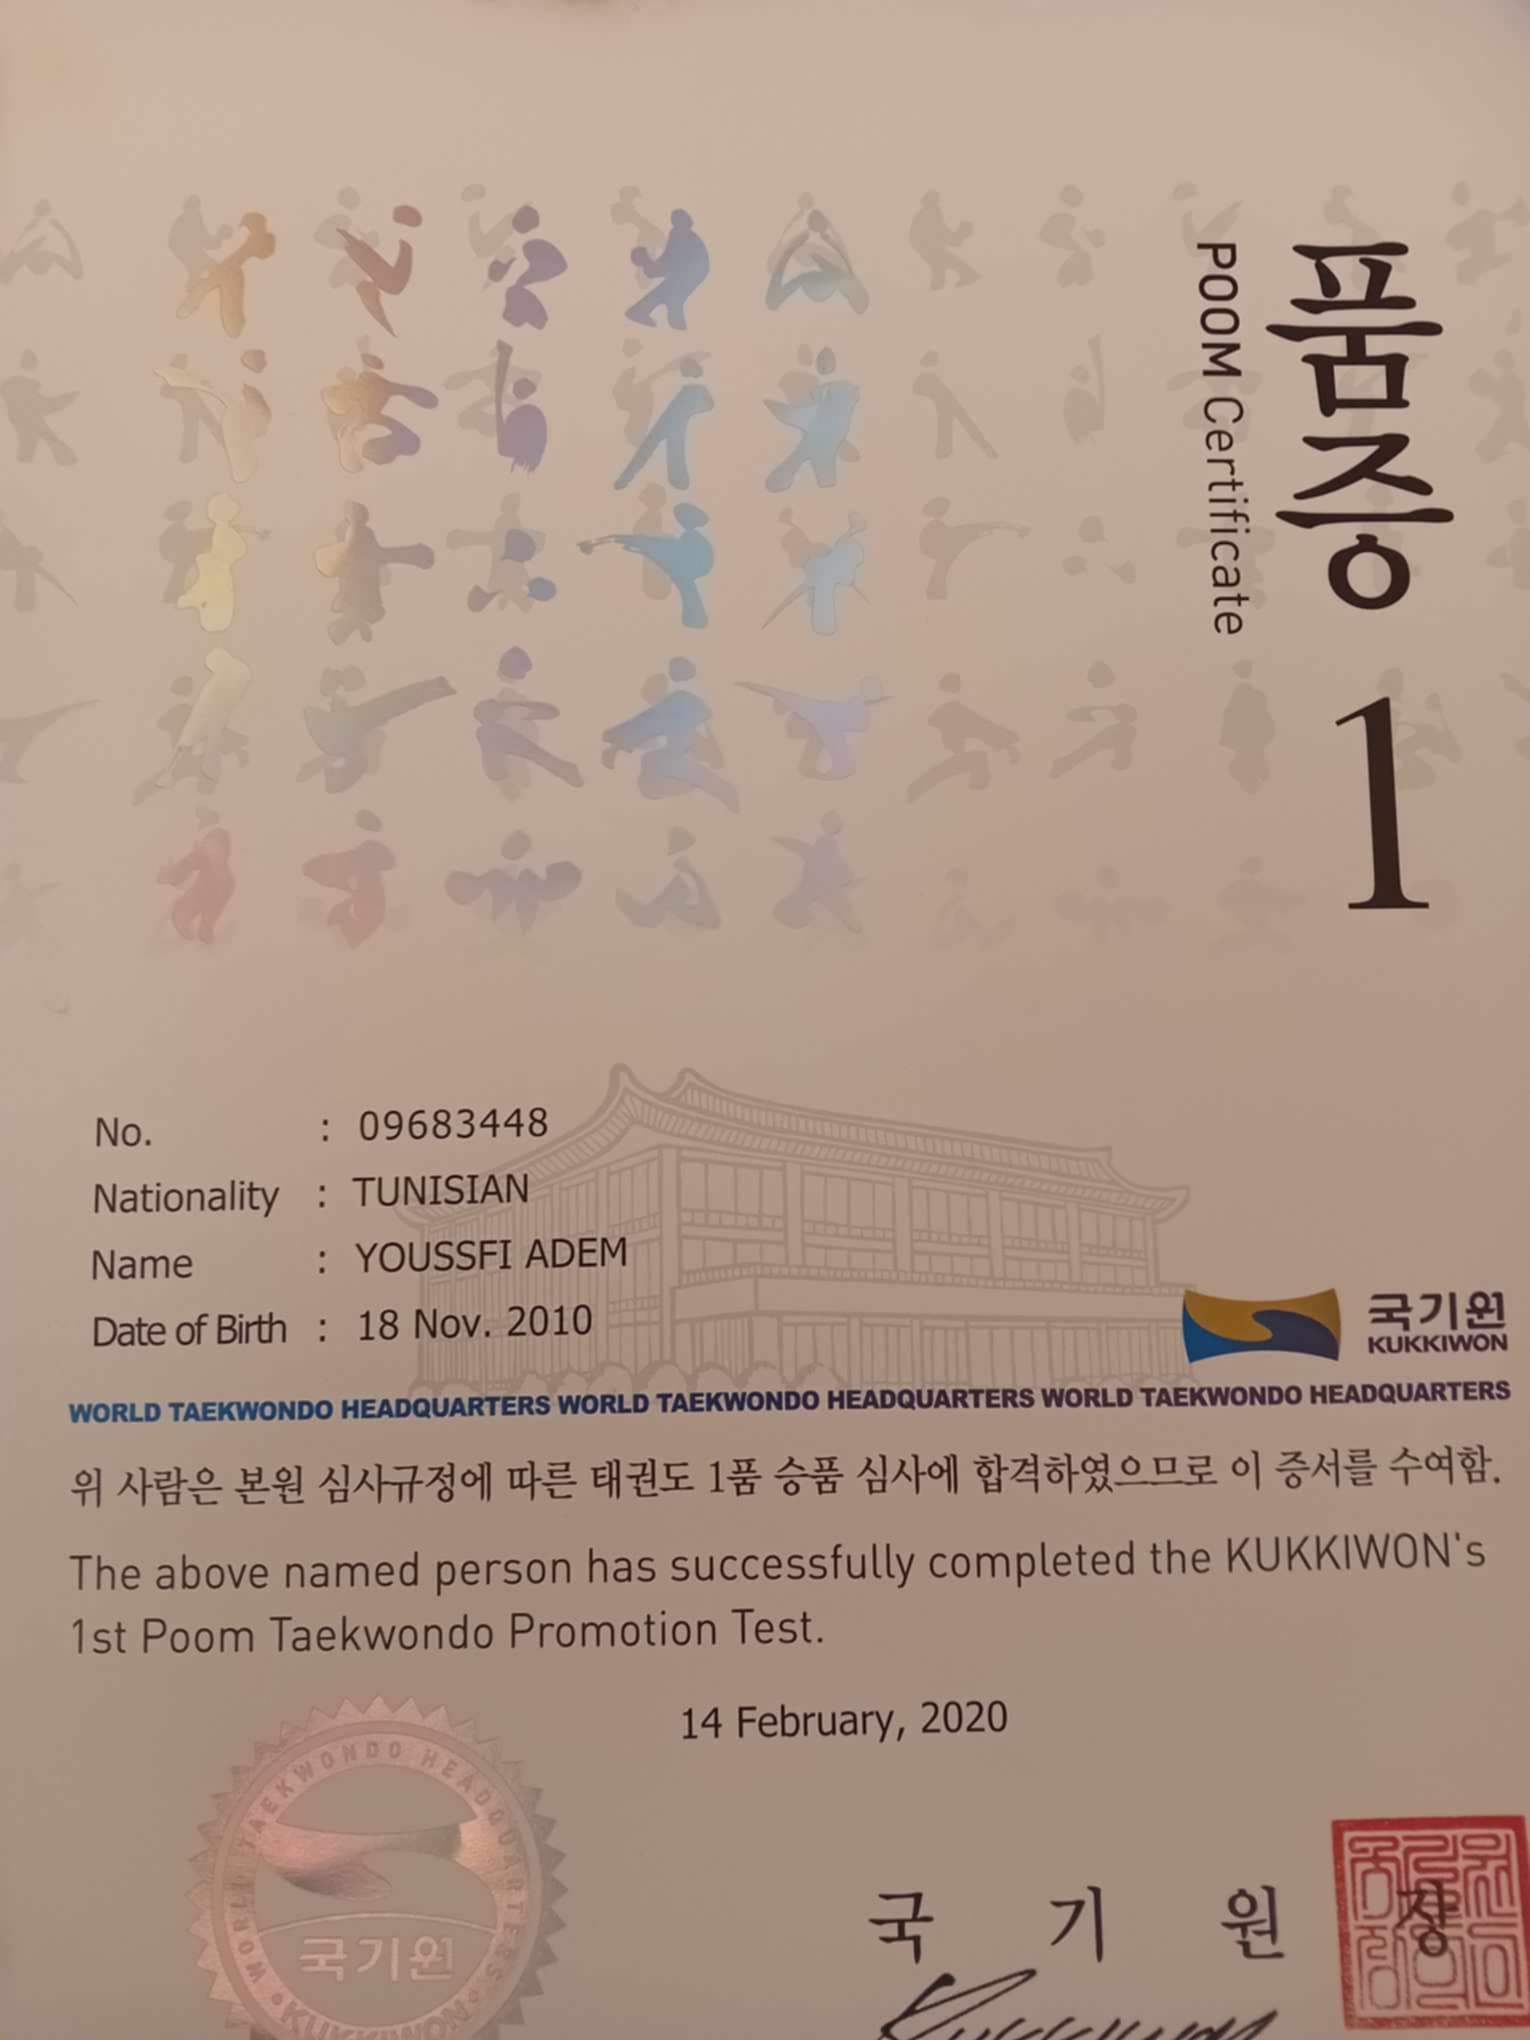 품증 1
POOM Certificate
No. : 09683448
Nationality : TUNISIAN
Name : YOUSSFI ADEM
Date of Birth : 18 Nov. 2010
국기원
KUKKIWON
WORLD TAEKWONDO HEADQUARTERS WORLD TAEKWONDO HEADQUARTERS WORLD TAEKWONDO HEADQUARTERS
위 사람은 본원 심사규정에 따른 태권도 1품 승품 심사에 합격하였으므로 이 증서를 수여함.
The above named person has successfully completed the KUKKIWON's
1st Poom Taekwondo Promotion Test.
14 February, 2020
WORLD TAEKWONDO HEADQUARTERS
국기원
KUKKIWON
국 기 원 장